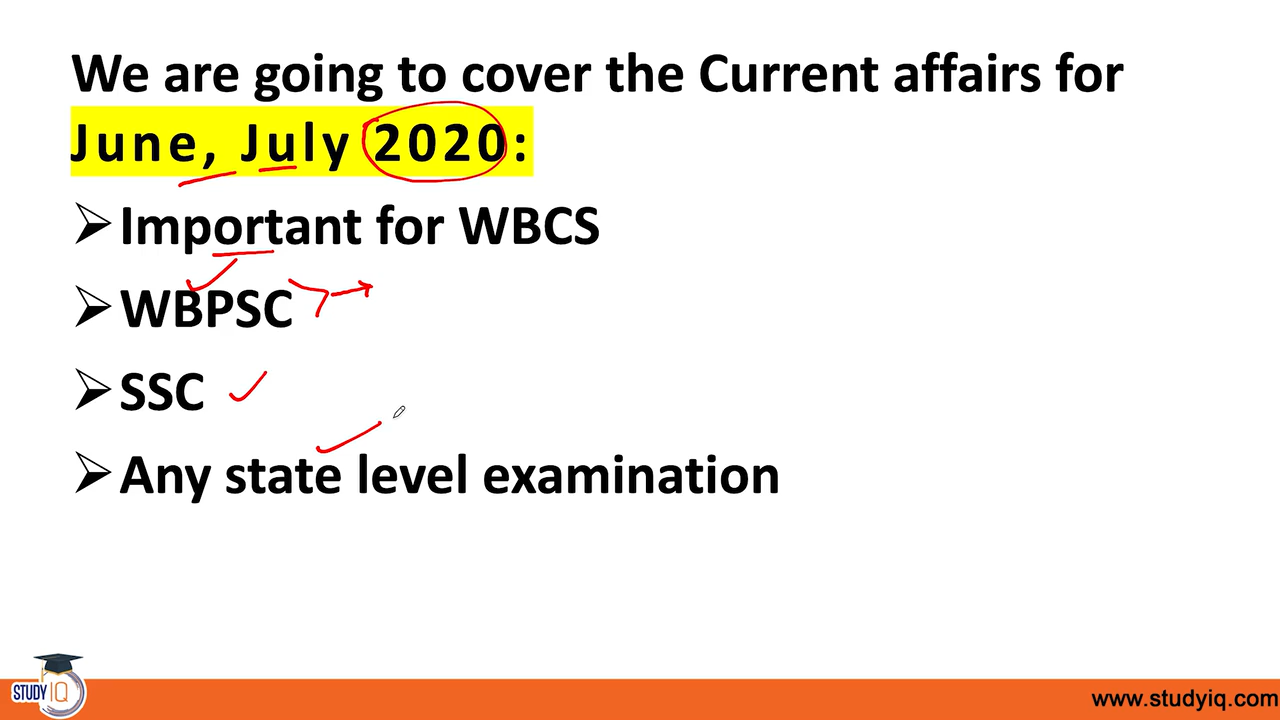 We are going to cover the Current affairs for
June, July 2020:
Important for WBCS
WBPSC
SSC
Any state level examination
STUDY IQ
www.studyiq.com